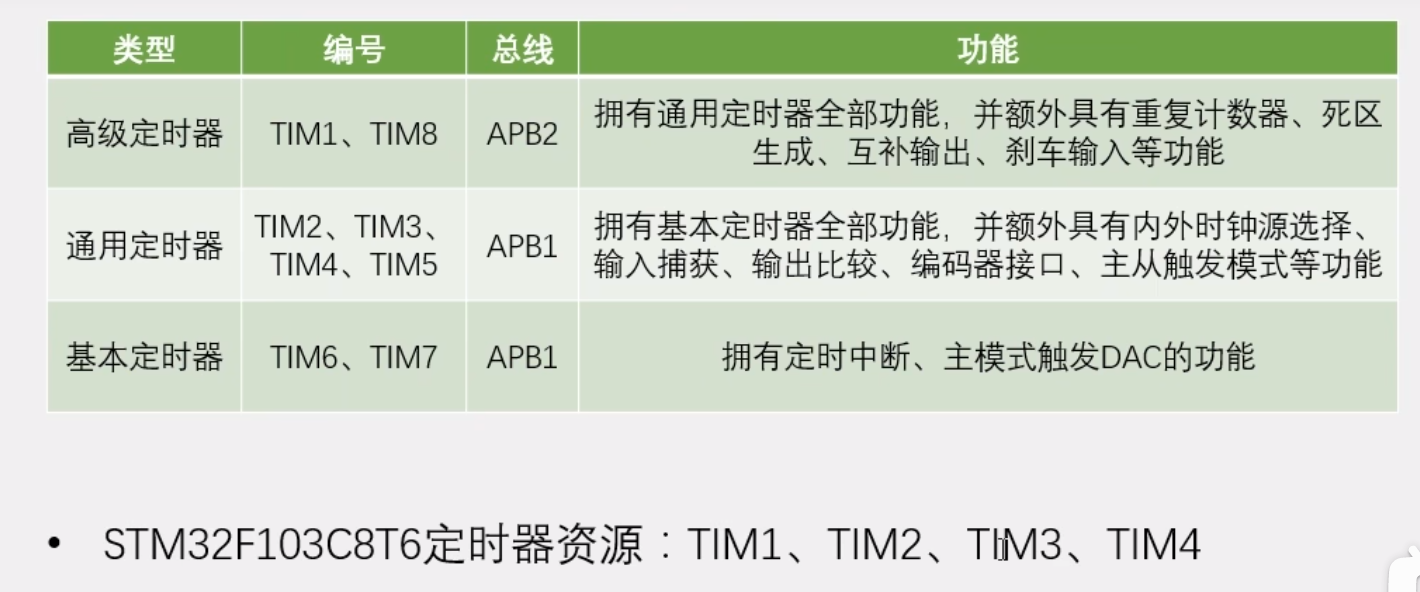 类型 编号 总线 功能
高级定时器 TIM1、TIM8 APB2 拥有通用定时器全部功能，并额外具有重复计数器、死区
生成、互补输出、刹车输入等功能
通用定时器 TIM2、TIM3、
TIM4、TIM5 APB1 拥有基本定时器全部功能，并额外具有内外时钟源选择、
输入捕获、输出比较、编码器接口、主从触发模式等功能
基本定时器 TIM6、TIM7 APB1 拥有定时中断、主模式触发DAC的功能
• STM32F103C8T6定时器资源：TIM1、TIM2、TIM3、TIM4